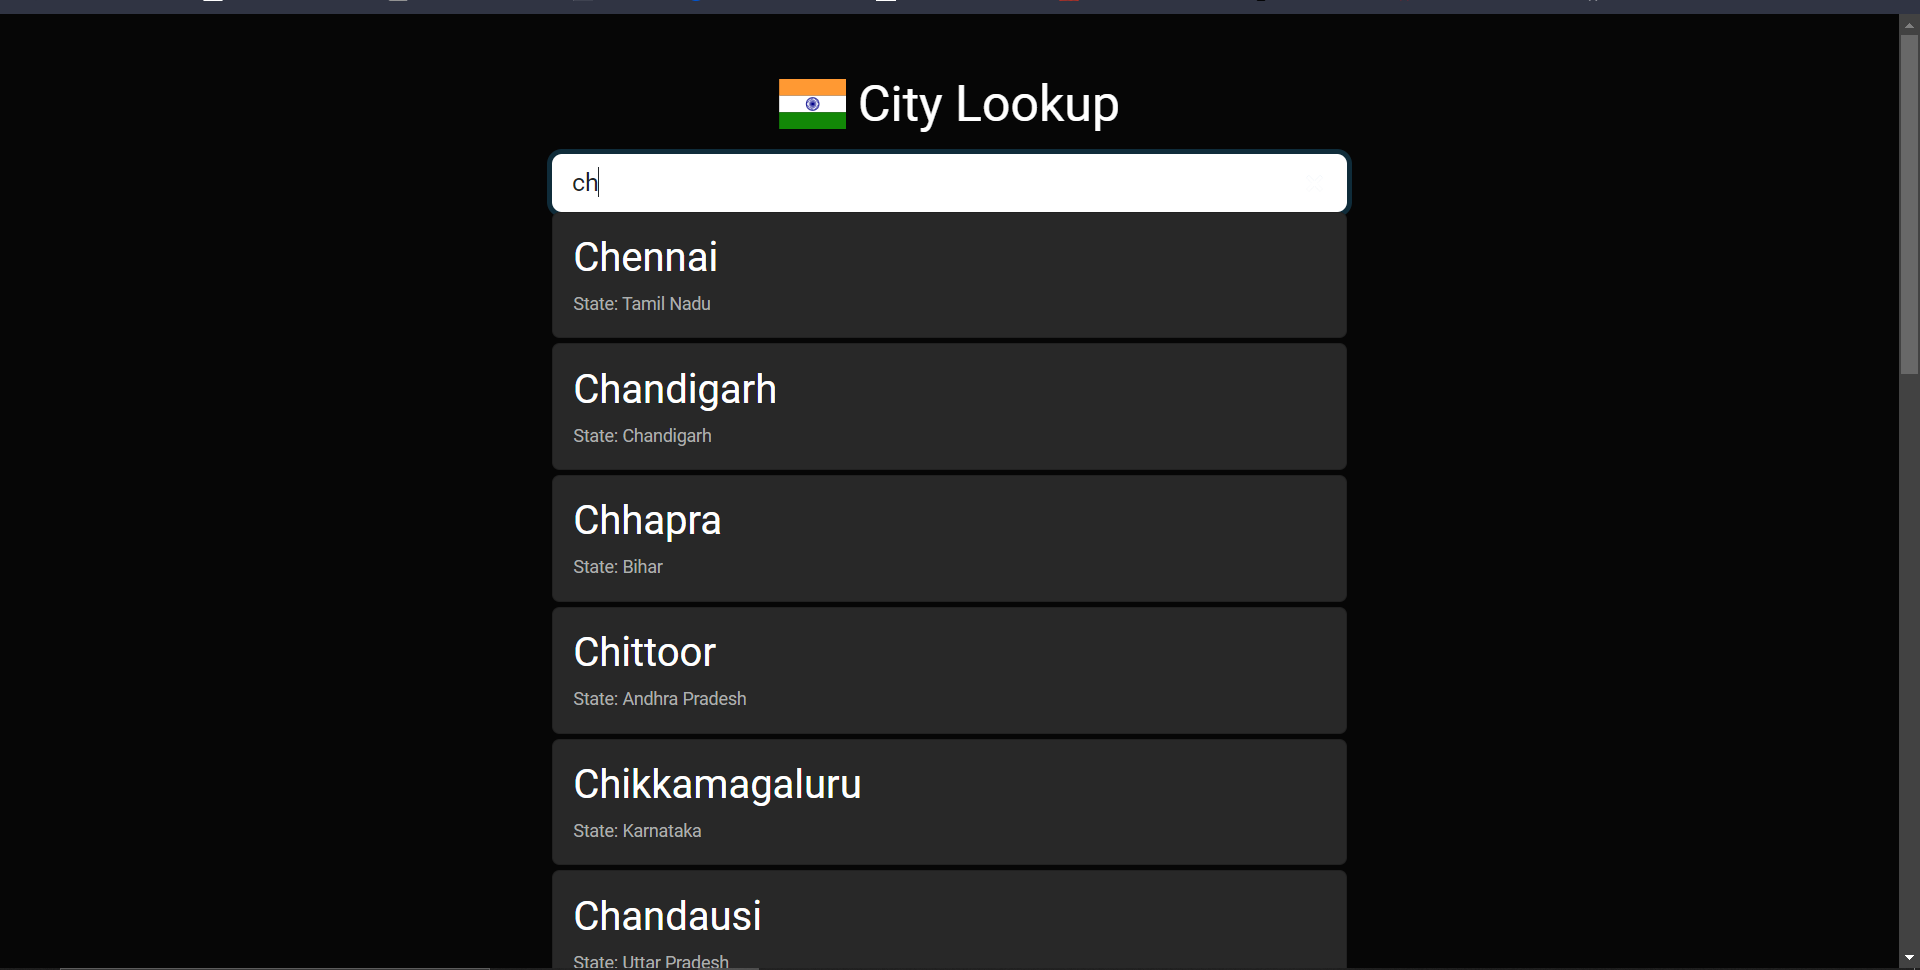 City Lookup
ch
Chennai
State: Tamil Nadu
Chandigarh
State: Chandigarh
Chhapra
State: Bihar
Chittoor
State: Andhra Pradesh
Chikkamagaluru
State: Karnataka
Chandausi
State: Uttar Pradesh